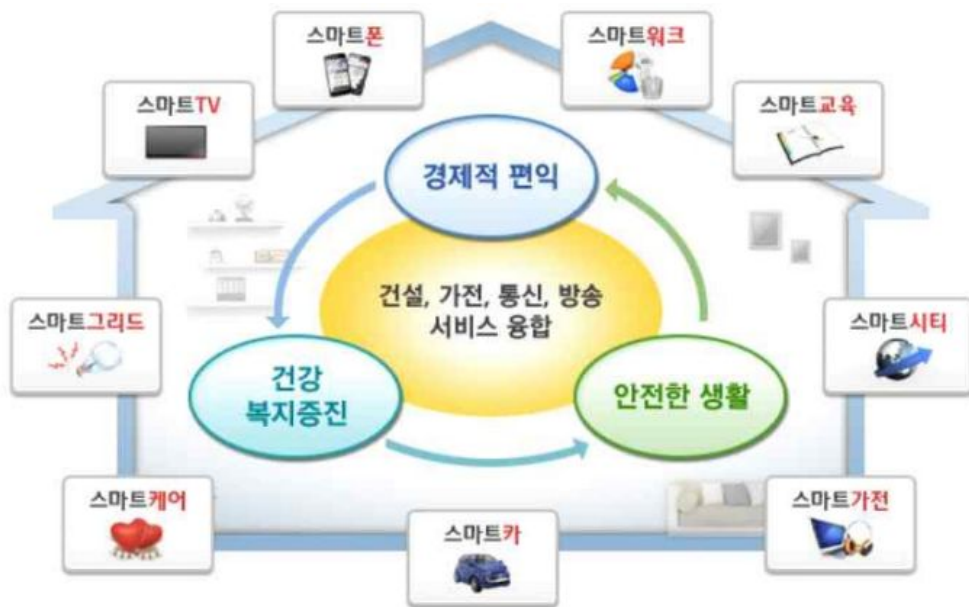 스마트폰
스마트워크
스마트TV
스마트교육
경제적 편익
건설, 가전, 통신, 방송
서비스 융합
스마트그리드
스마트시티
건강
복지증진
안전한 생활
스마트케어
스마트카
스마트가전